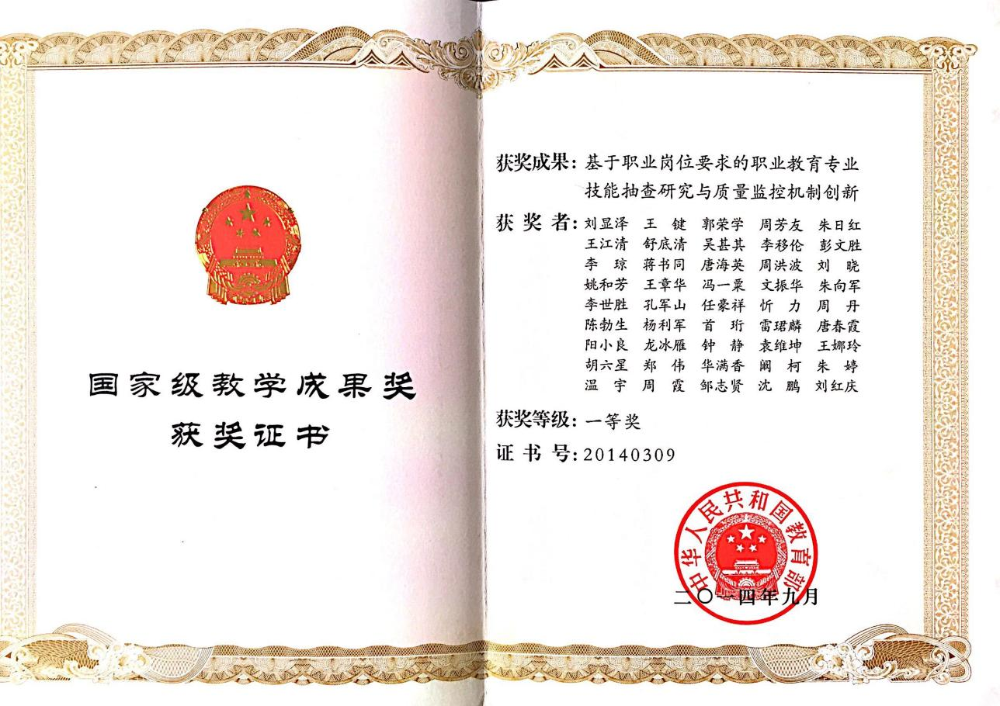 国家级教学成果奖
获奖证书
获奖成果：基于职业岗位要求的职业教育专业
技能抽查研究与质量监控机制创新
获奖者：刘显泽 王键 郭荣学 周芳友 朱日红
王江清 舒底清 吴甚其 李移伦 彭文胜
李琼 蒋书同 唐海英 周洪波 刘晓
姚和芳 王章华 冯一粟 文振华 朱向军
李世胜 孔军山 任豪祥 忻力 周丹
陈勃生 杨利军 首珩 雷珺麟 唐春霞
阳小良 龙冰雁 钟静 袁维坤 王娜玲
胡六星 郑伟 华满香 阚柯 朱婷
温宇 周霞 邹志贤 沈鹏 刘红庆
获奖等级：一等奖
证书号：20140309
中华人民共和国教育部
二〇一四年九月